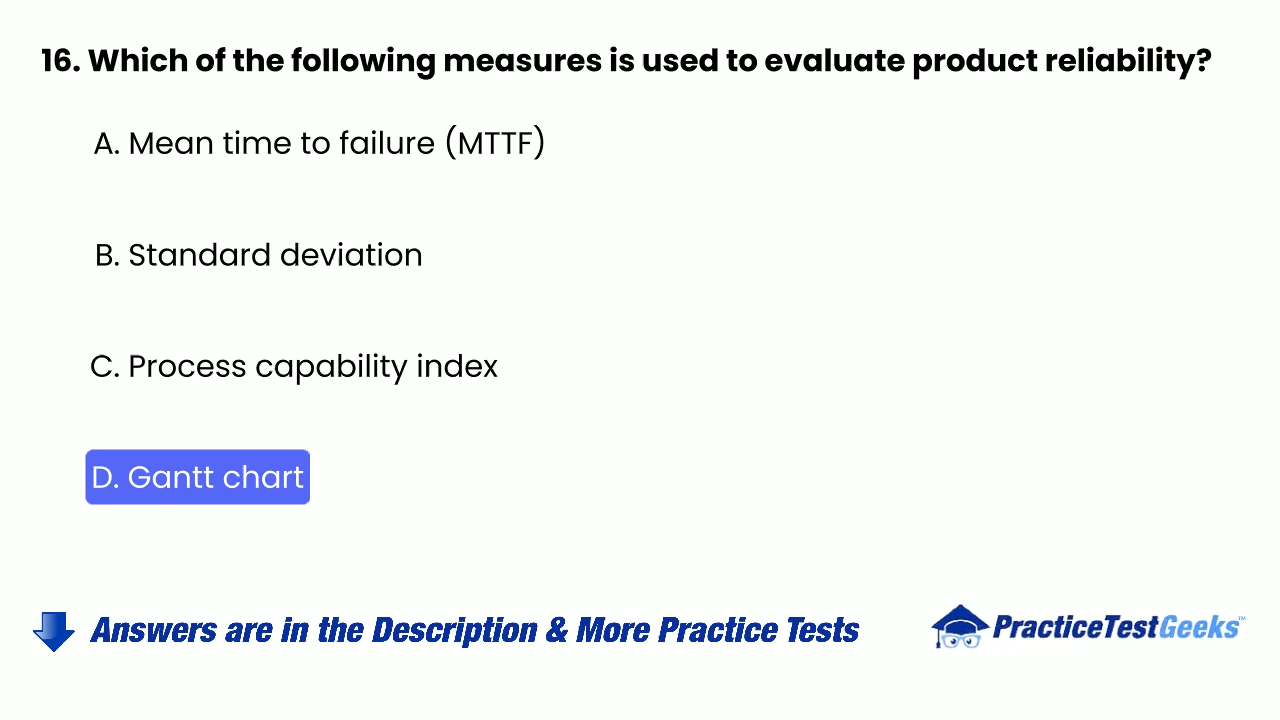 16. Which of the following measures is used to evaluate product reliability?
A. Mean time to failure (MTTF)
B. Standard deviation
C. Process capability index
D. Gantt chart
Answers are in the Description & More Practice Tests
PracticeTestGeeks™